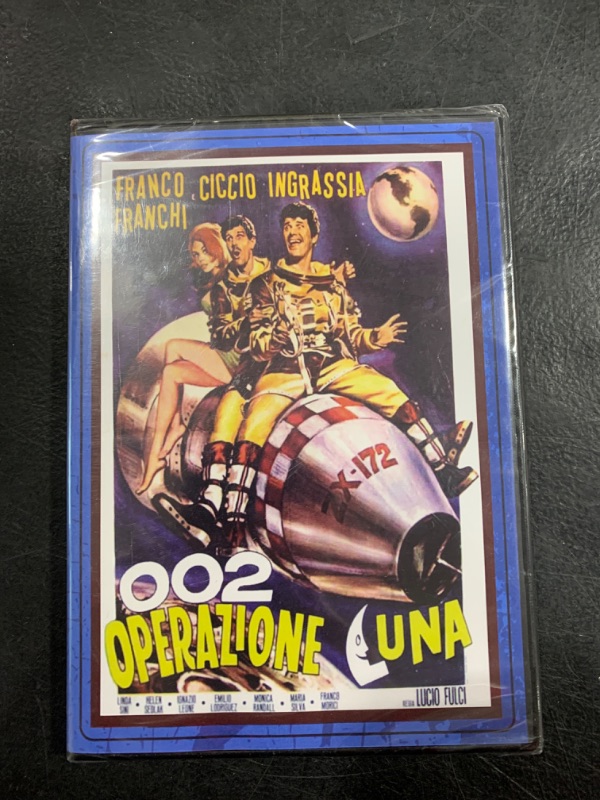 FRANCO e CICCIO INGRASSIA
FRANCHI
ZX-172
002
OPERAZIONE LUNA
LINDA SINI • HELEN SEDLAK • IGNAZIO LEONE • EMILIO RODRIGUEZ • MONICA RANDALL • MARIA SILVA • FRANCO MORICI
REGIA LUCIO FULCI